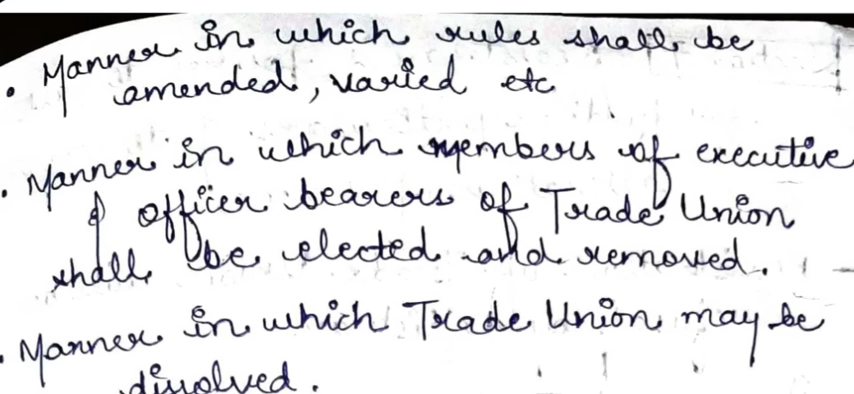 • Manner in which rules shall be
amended, varied etc
• Manner in which members of executive
& officer bearers of Trade Union
shall be elected and removed.
• Manner in which Trade Union may be
dissolved.